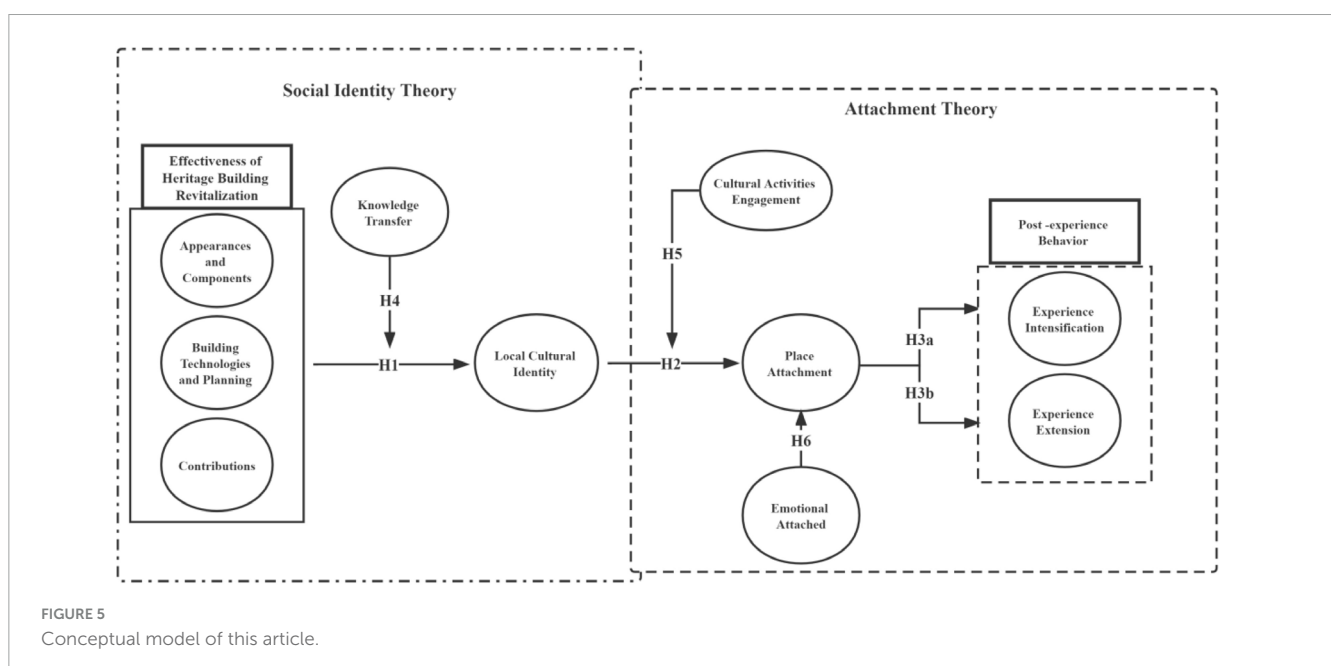 Social Identity Theory
Attachment Theory
Effectiveness of
Heritage Building
Revitalization
Appearances
and
Components
Building
Technologies
and Planning
Contributions
Knowledge
Transfer
H4
H1
Local Cultural
Identity
Cultural Activities
Engagement
H5
H2
Place
Attachment
H6
Emotional
Attached
H3a
H3b
Post -experience
Behavior
Experience
Intensification
Experience
Extension
FIGURE 5
Conceptual model of this article.